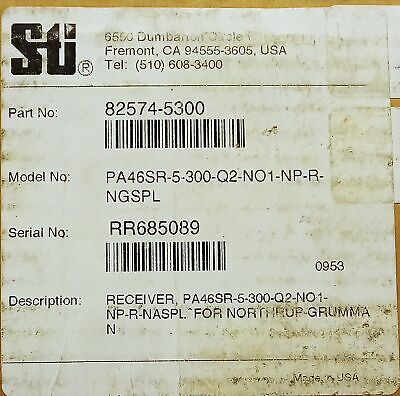 Sti ®
6550 Dumbarton Circle
Fremont, CA 94555-3605, USA
Tel: (510) 608-3400
Part No: 82574-5300
Model No: PA46SR-5-300-Q2-NO1-NP-R-
NGSPL
Serial No: RR685089
0953
Description: RECEIVER, PA46SR-5-300-Q2-NO1-
NP-R-NASPL FOR NORTHRUP GRUMMA
N
Made in USA